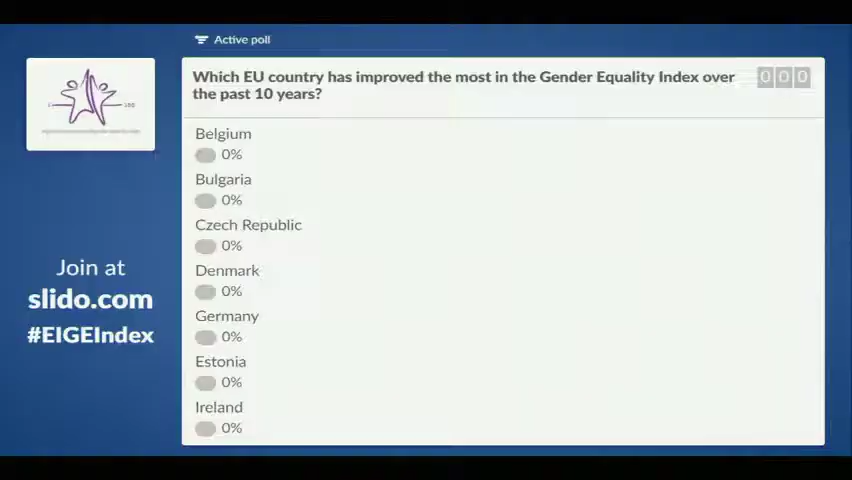 Active poll
Which EU country has improved the most in the Gender Equality Index over
the past 10 years?
000
Belgium
0%
Bulgaria
0%
Czech Republic
0%
Denmark
0%
Germany
0%
Estonia
0%
Ireland
0%
Join at
slido.com
#EIGEIndex